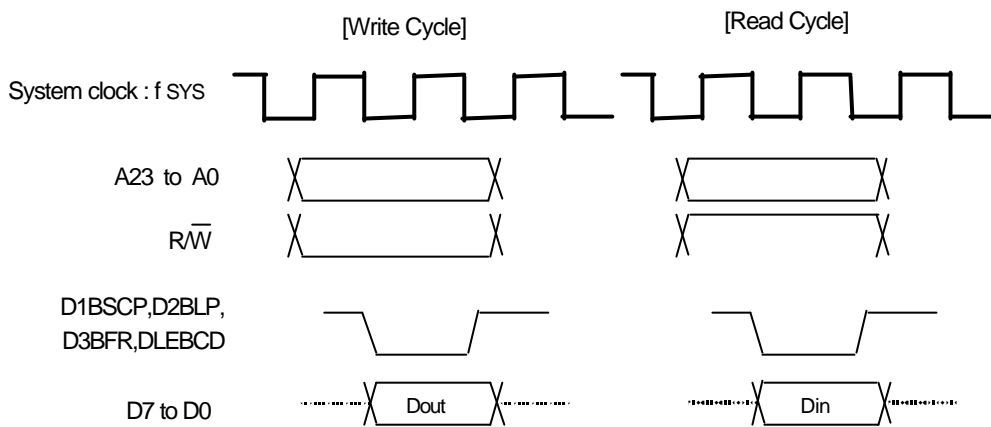 [Write Cycle]
[Read Cycle]
System clock : f SYS
A23 to A0
R/W̅
D1BSCP,D2BLP,
D3BFR,DLEBCD
D7 to D0
Dout
Din